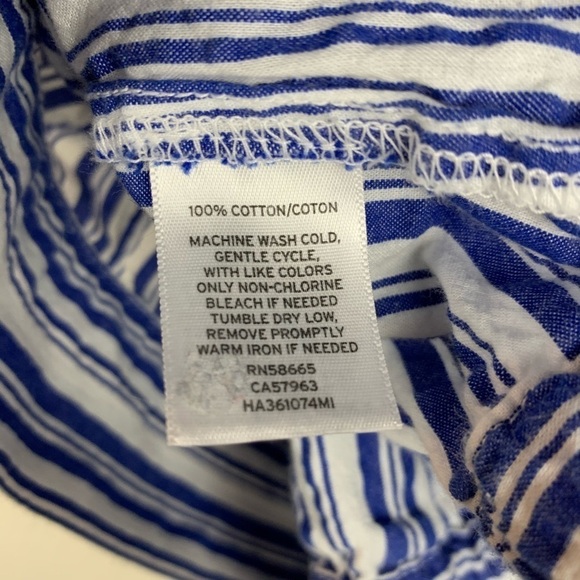 100% COTTON/COTON
MACHINE WASH COLD,
GENTLE CYCLE,
WITH LIKE COLORS
ONLY NON-CHLORINE
BLEACH IF NEEDED
TUMBLE DRY LOW,
REMOVE PROMPTLY
WARM IRON IF NEEDED
RN58665
CA57963
HA361074MI